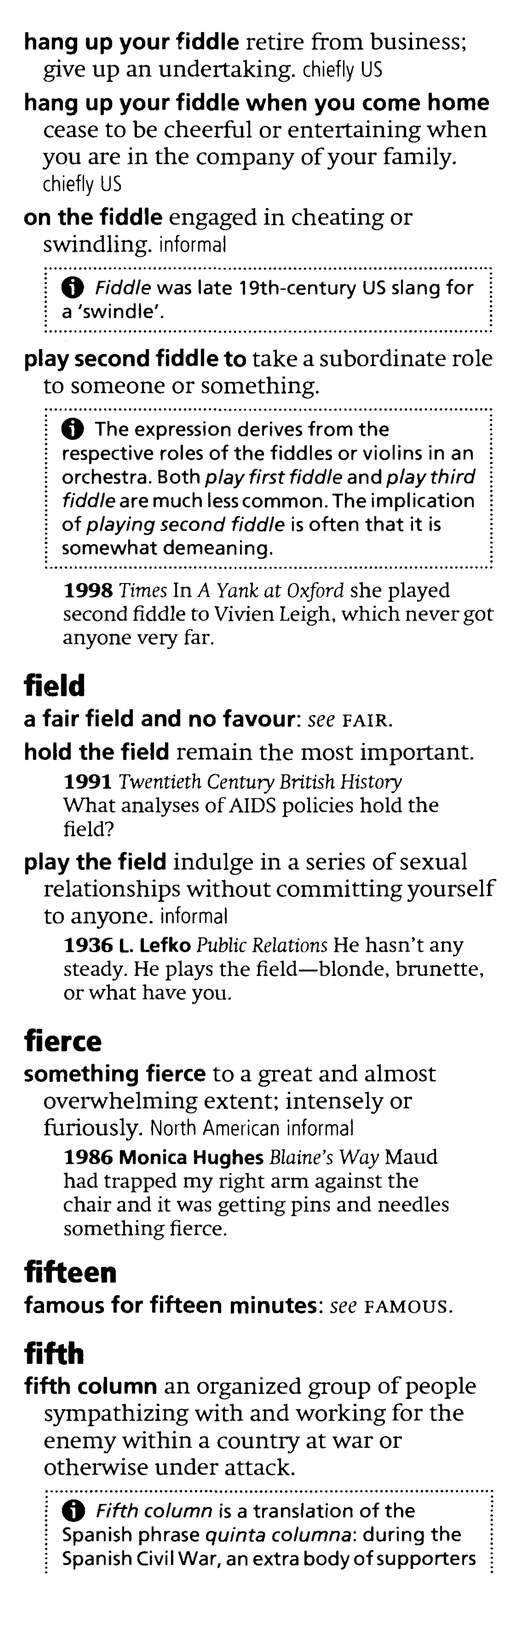 hang up your fiddle retire from business;
give up an undertaking. chiefly US
hang up your fiddle when you come home
cease to be cheerful or entertaining when
you are in the company of your family.
chiefly US
on the fiddle engaged in cheating or
swindling. informal
Fiddle was late 19th-century US slang for
a 'swindle'.
play second fiddle to take a subordinate role
to someone or something.
The expression derives from the
respective roles of the fiddles or violins in an
orchestra. Both play first fiddle and play third
fiddle are much less common. The implication
of playing second fiddle is often that it is
somewhat demeaning.
1998 Times In A Yank at Oxford she played
second fiddle to Vivien Leigh, which never got
anyone very far.
field
a fair field and no favour: see FAIR.
hold the field remain the most important.
1991 Twentieth Century British History
What analyses of AIDS policies hold the
field?
play the field indulge in a series of sexual
relationships without committing yourself
to anyone. informal
1936 L. Lefko Public Relations He hasn't any
steady. He plays the field—blonde, brunette,
or what have you.
fierce
something fierce to a great and almost
overwhelming extent; intensely or
furiously. North American informal
1986 Monica Hughes Blaine's Way Maud
had trapped my right arm against the
chair and it was getting pins and needles
something fierce.
fifteen
famous for fifteen minutes: see FAMOUS.
fifth
fifth column an organized group of people
sympathizing with and working for the
enemy within a country at war or
otherwise under attack.
Fifth column is a translation of the
Spanish phrase quinta columna: during the
Spanish Civil War, an extra body of supporters